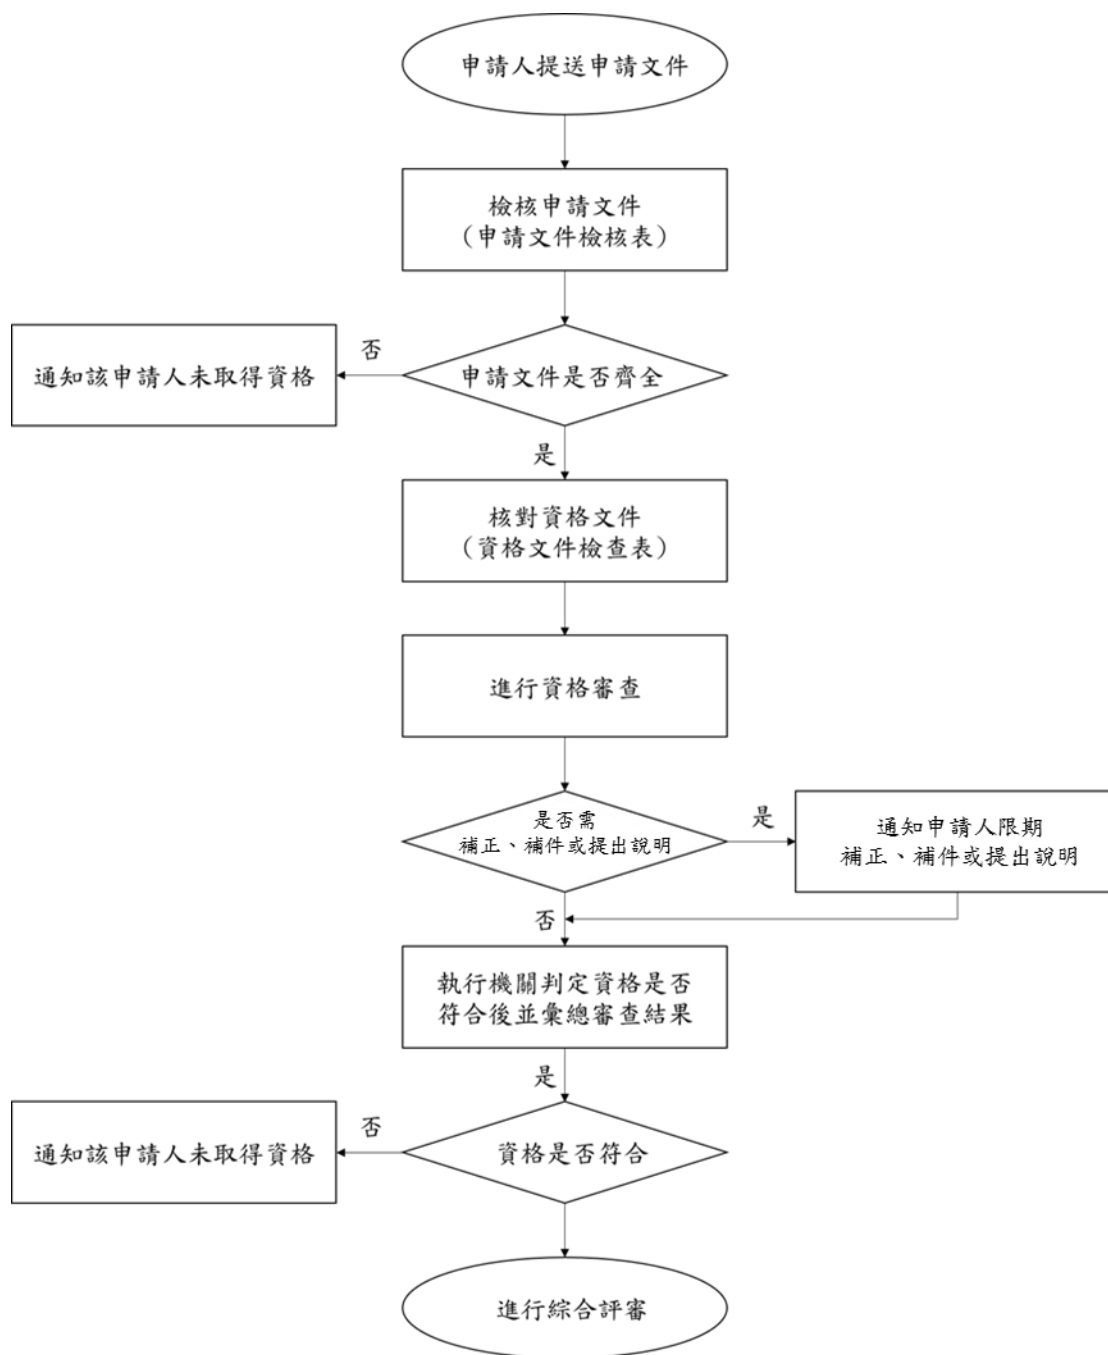 申請人提送申請文件
檢核申請文件
（申請文件檢核表）
否
通知該申請人未取得資格
申請文件是否齊全
是
核對資格文件
（資格文件檢查表）
進行資格審查
是否需
補正、補件或提出說明
是
通知申請人限期
補正、補件或提出說明
否
執行機關判定資格是否
符合後並彙總審查結果
是
否
通知該申請人未取得資格
資格是否符合
進行綜合評審